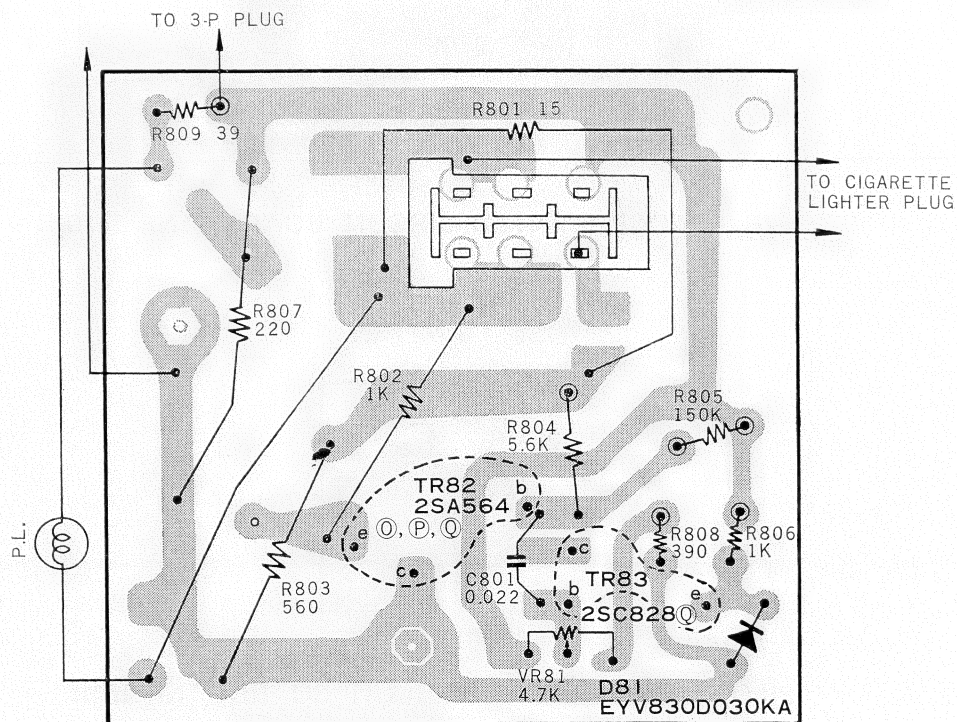 TO 3-P PLUG
R809 39
R801 15
TO CIGARETTE
LIGHTER PLUG
R807
220
R802
1K
R804
5.6K
R805
150K
TR82
2SA564
b
Ⓞ, Ⓟ, Ⓠ
e
c
R803
560
C801
0.022
c
TR83
b
2SC828Ⓠ
e
R808
390
R806
1K
P.L.
VR81
4.7K
D81
EYV830D030KA